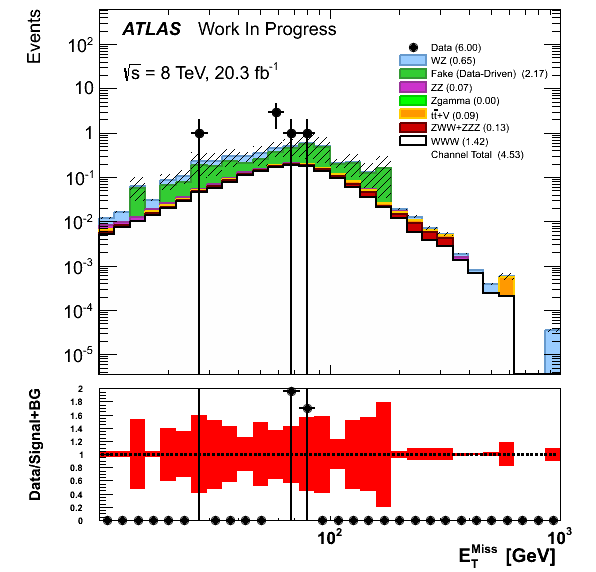 ATLAS Work In Progress
√s = 8 TeV, 20.3 fb⁻¹
Data (6.00)
WZ (0.65)
Fake (Data-Driven) (2.17)
ZZ (0.07)
Zgamma (0.00)
tt̄+V (0.09)
ZWW+ZZZ (0.13)
WWW (1.42)
Channel Total (4.53)
Events
10²
10
1
10⁻¹
10⁻²
10⁻³
10⁻⁴
10⁻⁵
Data/Signal+BG
2
1.8
1.6
1.4
1.2
1
0.8
0.6
0.4
0.2
0
10²
10³
E_T^Miss [GeV]